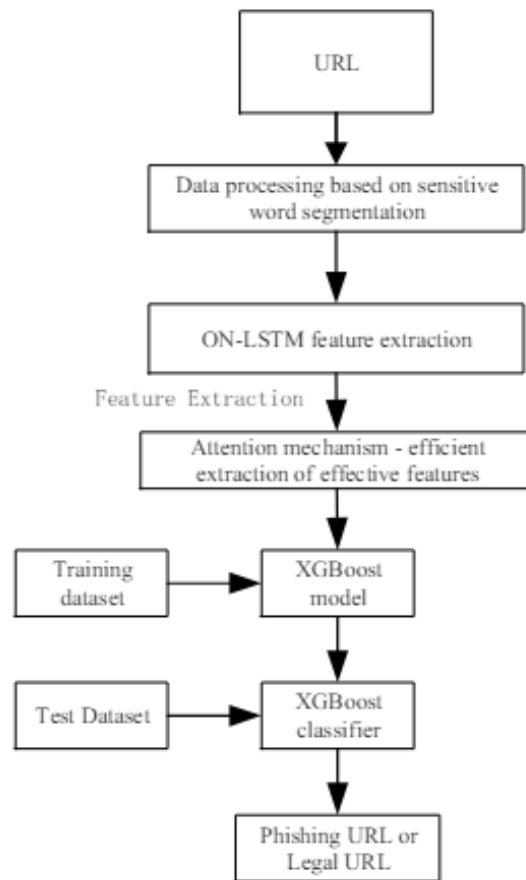 URL
Data processing based on sensitive
word segmentation
ON-LSTM feature extraction
Feature Extraction
Attention mechanism - efficient
extraction of effective features
Training
dataset
XGBoost
model
Test Dataset
XGBoost
classifier
Phishing URL or
Legal URL